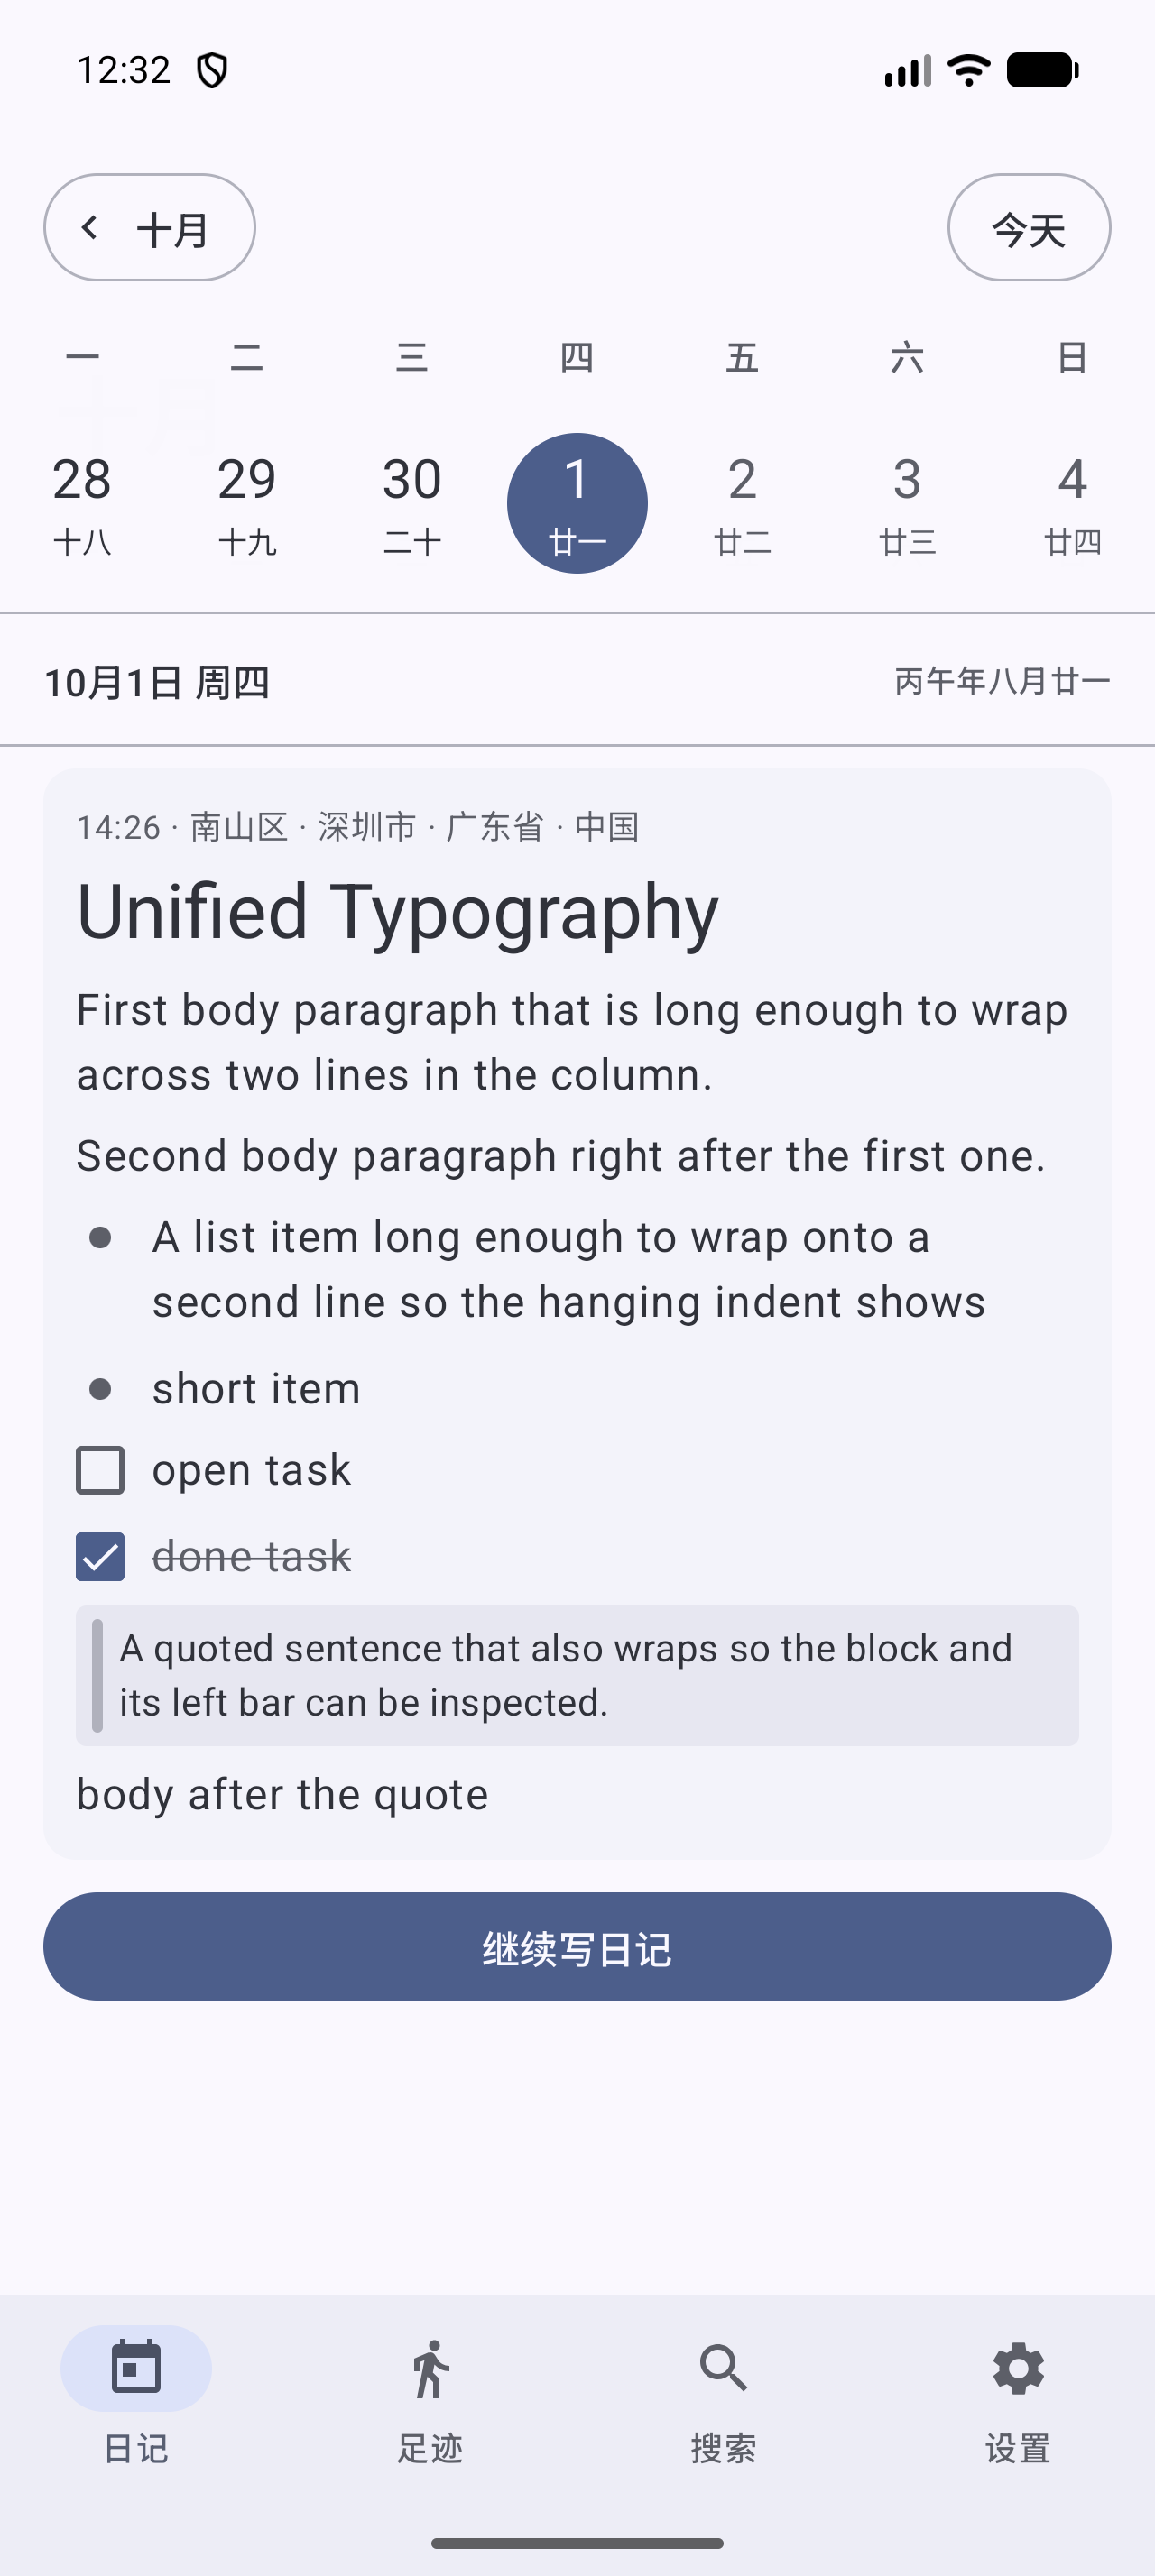 12:32
十月
今天
一 二 三 四 五 六 日
28 29 30 1 2 3 4
十八 十九 二十 廿一 廿二 廿三 廿四
10月1日 周四
丙午年八月廿一
14:26 · 南山区 · 深圳市 · 广东省 · 中国
Unified Typography
First body paragraph that is long enough to wrap
across two lines in the column.
Second body paragraph right after the first one.
A list item long enough to wrap onto a
second line so the hanging indent shows
short item
open task
done task
A quoted sentence that also wraps so the block and
its left bar can be inspected.
body after the quote
继续写日记
日记 足迹 搜索 设置